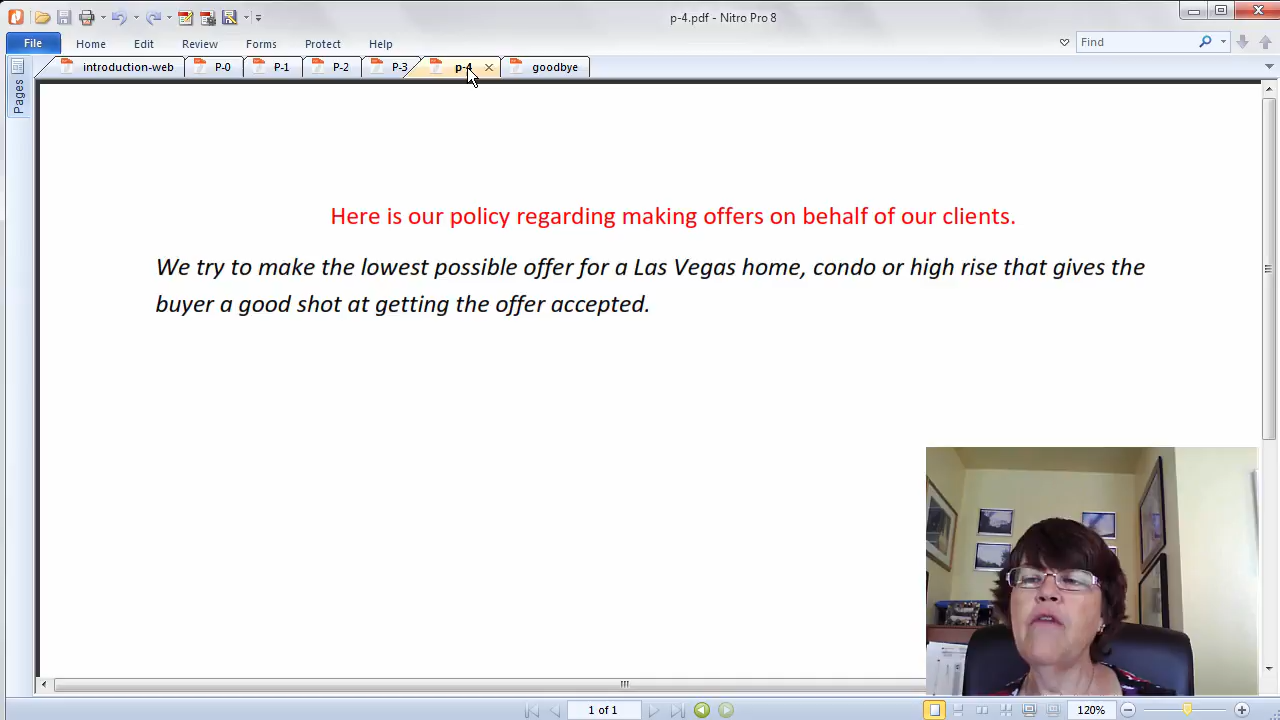 p-4.pdf - Nitro Pro 8
File Home Edit Review Forms Protect Help Find
introduction-web P-0 P-1 P-2 P-3 p-4 goodbye
Pages
Here is our policy regarding making offers on behalf of our clients.
We try to make the lowest possible offer for a Las Vegas home, condo or high rise that gives the
buyer a good shot at getting the offer accepted.
1 of 1 120%